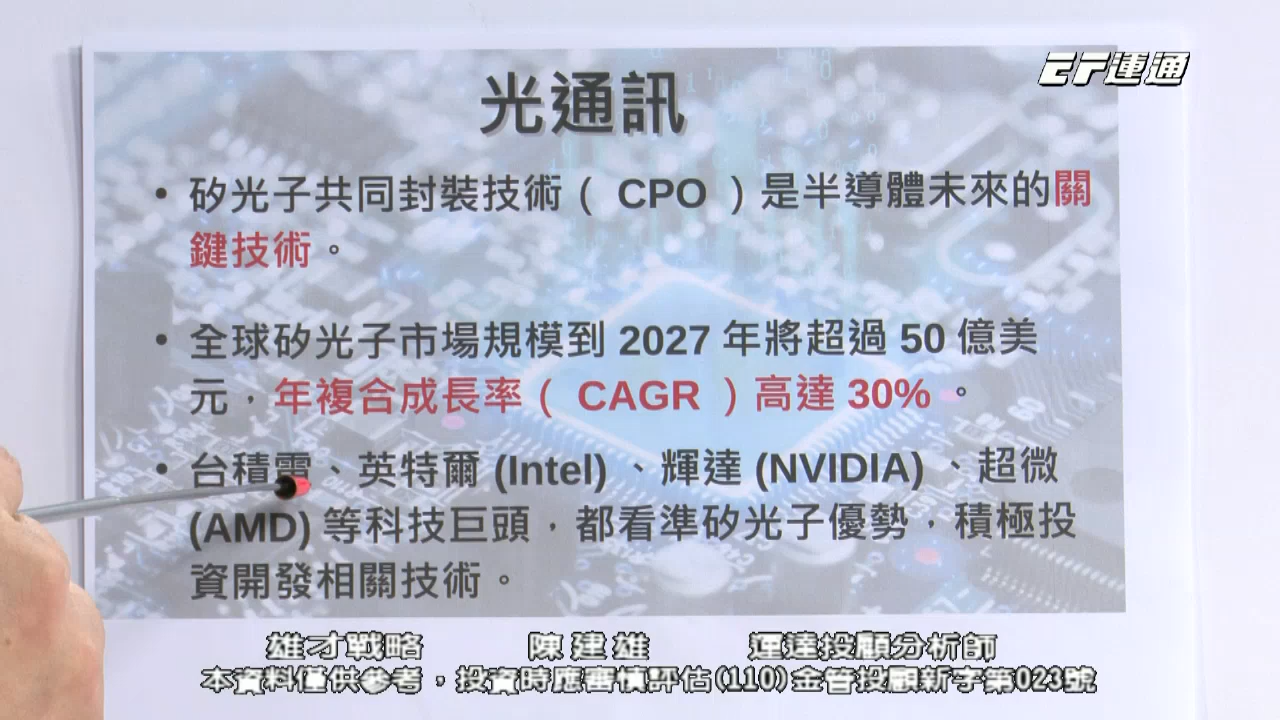 光通訊
EF運通
• 矽光子共同封裝技術（ CPO ）是半導體未來的關
鍵技術。
• 全球矽光子市場規模到 2027 年將超過 50 億美
元，年複合成長率（ CAGR ）高達 30% 。
• 台積電、英特爾 (Intel) 、輝達 (NVIDIA) 、超微
(AMD) 等科技巨頭，都看準矽光子優勢，積極投
資開發相關技術。
雄才戰略 陳建雄 運達投顧分析師
本資料僅供參考，投資時應審慎評估(110)金管投顧新字第023號